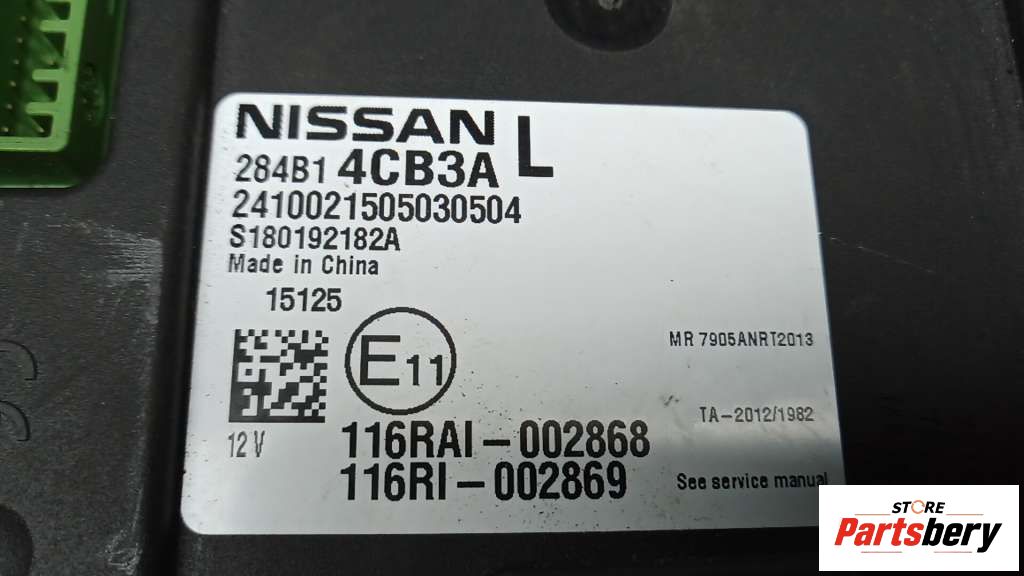 NISSAN L
284B1 4CB3A
2410021505030504
S180192182A
Made in China
15125
E11
MR 7905ANRT2013
TA-2012/1982
12 V
116RAI-002868
116RI-002869
See service manual
STORE
Partsbery